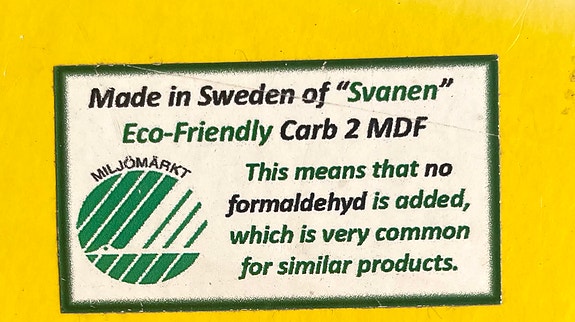 Made in Sweden of “Svanen”
Eco-Friendly Carb 2 MDF
MILJÖMÄRKT
This means that no
formaldehyd is added,
which is very common
for similar products.